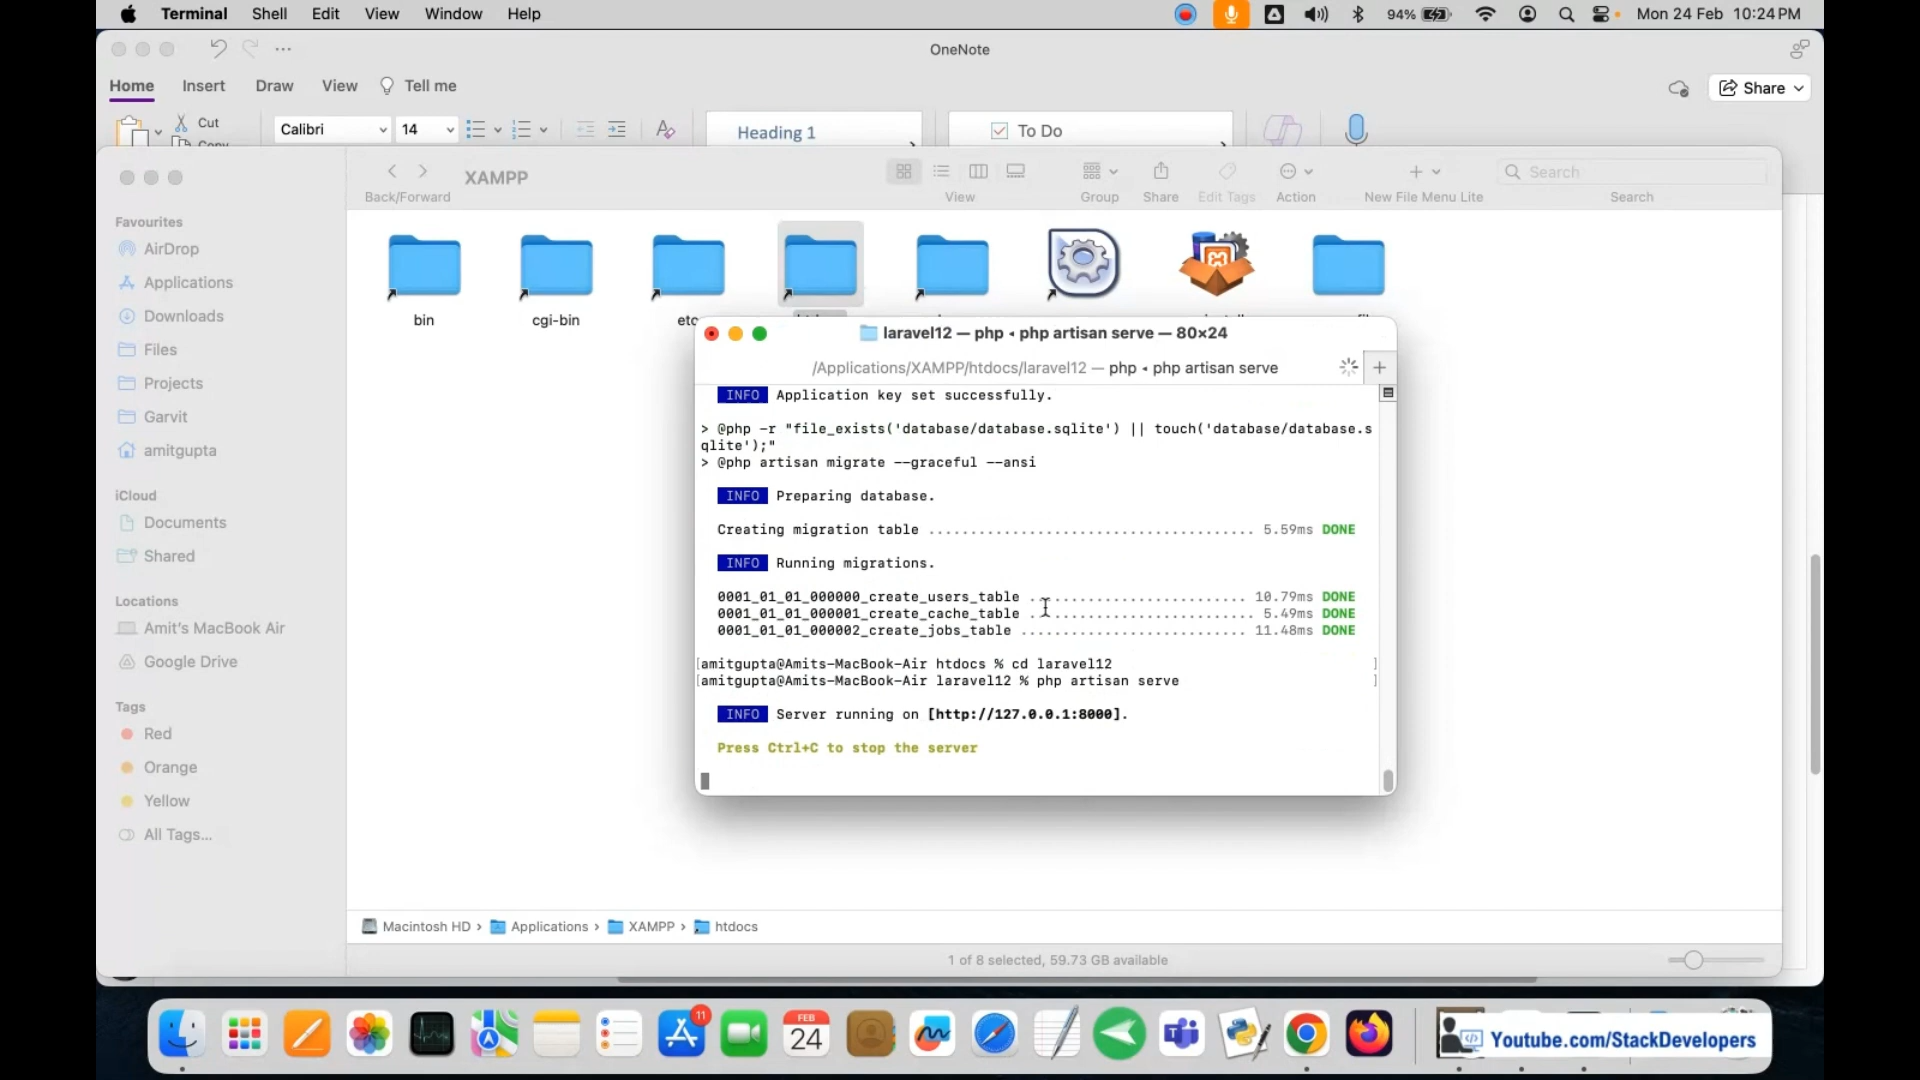 Terminal Shell Edit View Window Help 94% Mon 24 Feb 10:24 PM
OneNote
Home Insert Draw View Tell me Share
Cut Calibri 14 Heading 1 To Do
Copy
XAMPP
Back/Forward View Group Share Edit Tags Action New File Menu Lite Search
Search
Favourites
AirDrop
Applications
Downloads
Files
Projects
Garvit
amitgupta
iCloud
Documents
Shared
Locations
Amit's MacBook Air
Google Drive
Tags
Red
Orange
Yellow
All Tags...
bin cgi-bin etc
laravel12 — php ◂ php artisan serve — 80×24
/Applications/XAMPP/htdocs/laravel12 — php ◂ php artisan serve
INFO Application key set successfully.
> @php -r "file_exists('database/database.sqlite') || touch('database/database.s
qlite');"
> @php artisan migrate --graceful --ansi
INFO Preparing database.
Creating migration table ....................................... 5.59ms DONE
INFO Running migrations.
0001_01_01_000000_create_users_table .......................... 10.79ms DONE
0001_01_01_000001_create_cache_table .......................... 5.49ms DONE
0001_01_01_000002_create_jobs_table ........................... 11.48ms DONE
[amitgupta@Amits-MacBook-Air htdocs % cd laravel12 ]
[amitgupta@Amits-MacBook-Air laravel12 % php artisan serve ]
INFO Server running on [http://127.0.0.1:8000].
Press Ctrl+C to stop the server
Macintosh HD › Applications › XAMPP › htdocs
1 of 8 selected, 59.73 GB available
11
FEB
24
Youtube.com/StackDevelopers